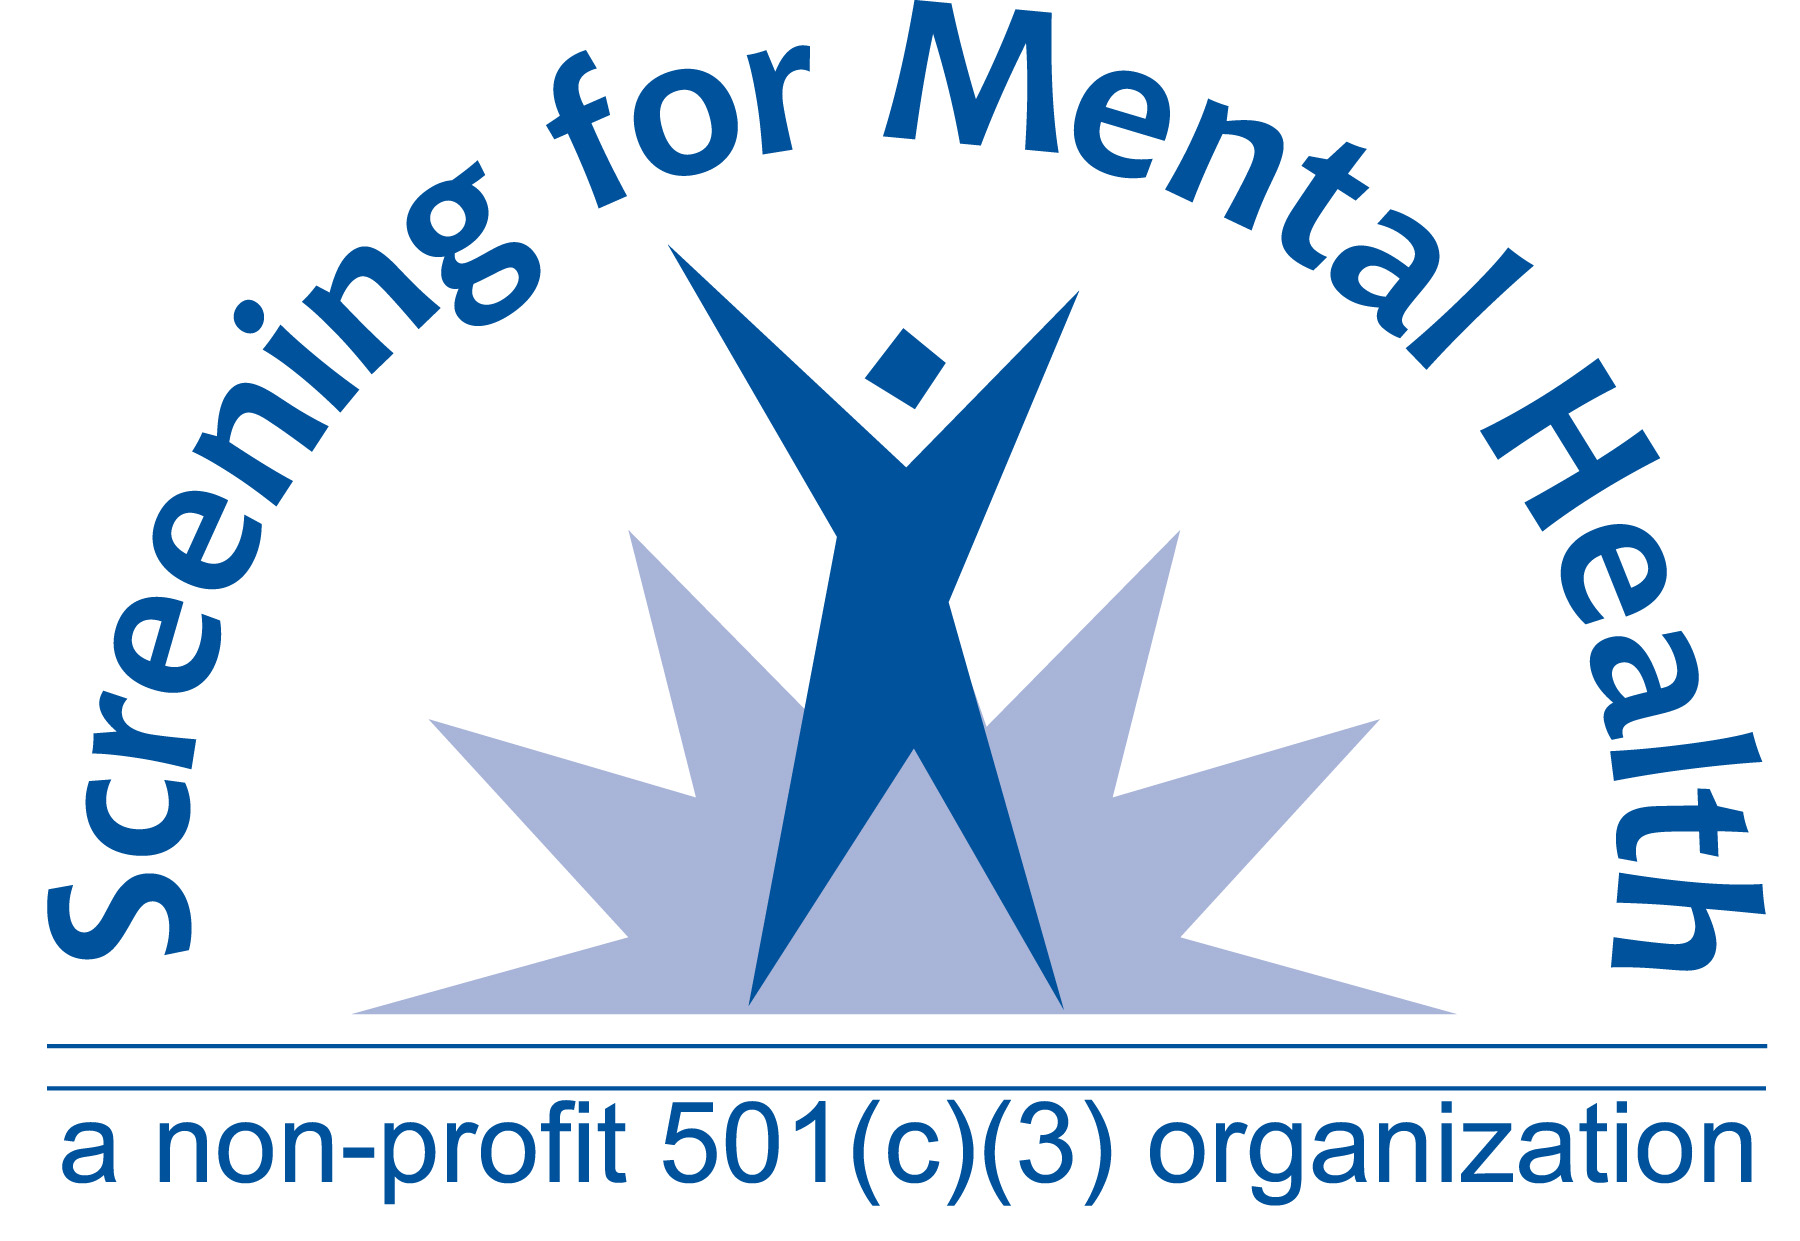 Screening for Mental Health
a non-profit 501(c)(3) organization